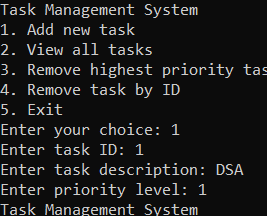 Task Management System
1. Add new task
2. View all tasks
3. Remove highest priority tas
4. Remove task by ID
5. Exit
Enter your choice: 1
Enter task ID: 1
Enter task description: DSA
Enter priority level: 1
Task Management System